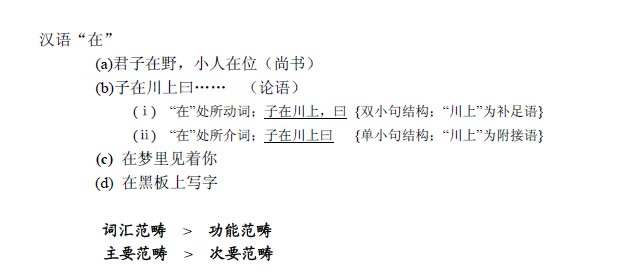 汉语“在”
(a)君子在野，小人在位（尚书）
(b)子在川上曰…… （论语）
(ⅰ) “在”处所动词；子在川上，曰 {双小句结构；“川上”为补足语}
(ⅱ) “在”处所介词；子在川上曰 {单小句结构；“川上”为附接语}
(c) 在梦里见着你
(d) 在黑板上写字
词汇范畴 > 功能范畴
主要范畴 > 次要范畴